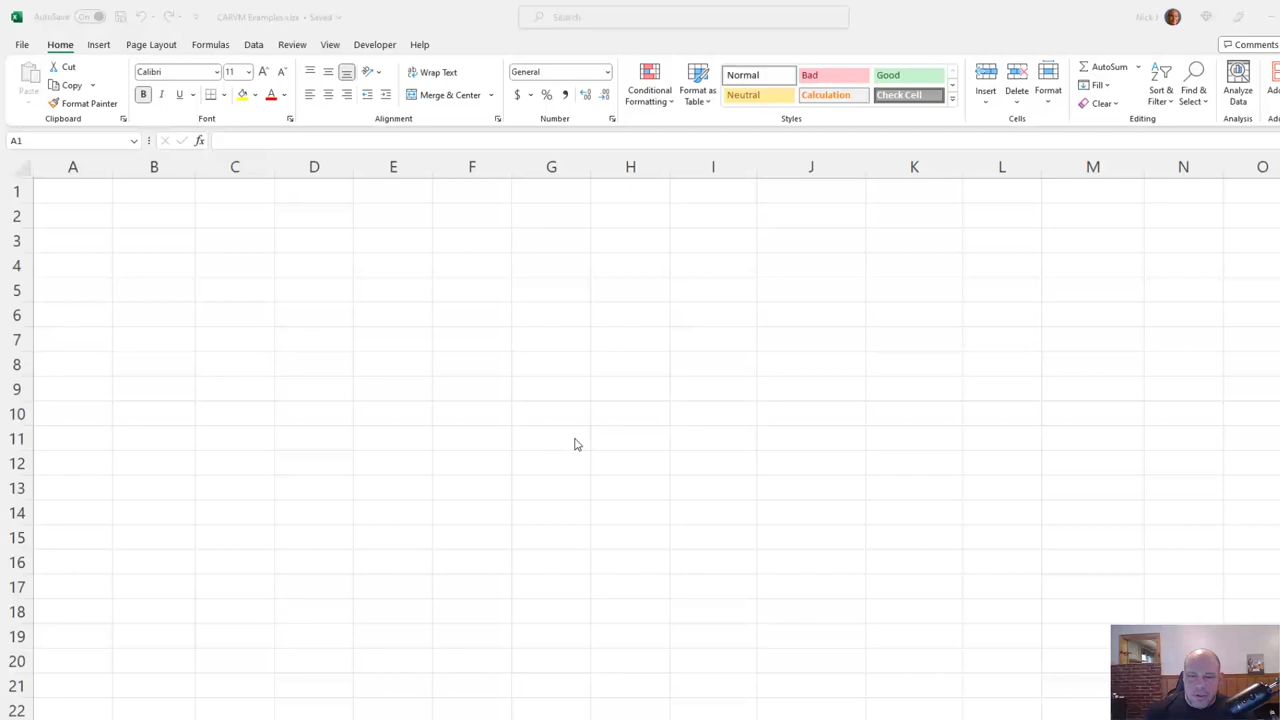 AutoSave On CARVM Examples.xlsx • Saved Search Nick J
File Home Insert Page Layout Formulas Data Review View Developer Help Comments
Paste Cut Copy Format Painter Clipboard
Calibri 11 B I U Font
Wrap Text Merge & Center Alignment
General $ % Number
Conditional Formatting Format as Table
Normal Bad Good
Neutral Calculation Check Cell
Styles
Insert Delete Format Cells
AutoSum Fill Clear Sort & Filter Find & Select Editing
Analyze Data Analysis
A1 fx
A B C D E F G H I J K L M N O
1
2
3
4
5
6
7
8
9
10
11
12
13
14
15
16
17
18
19
20
21
22